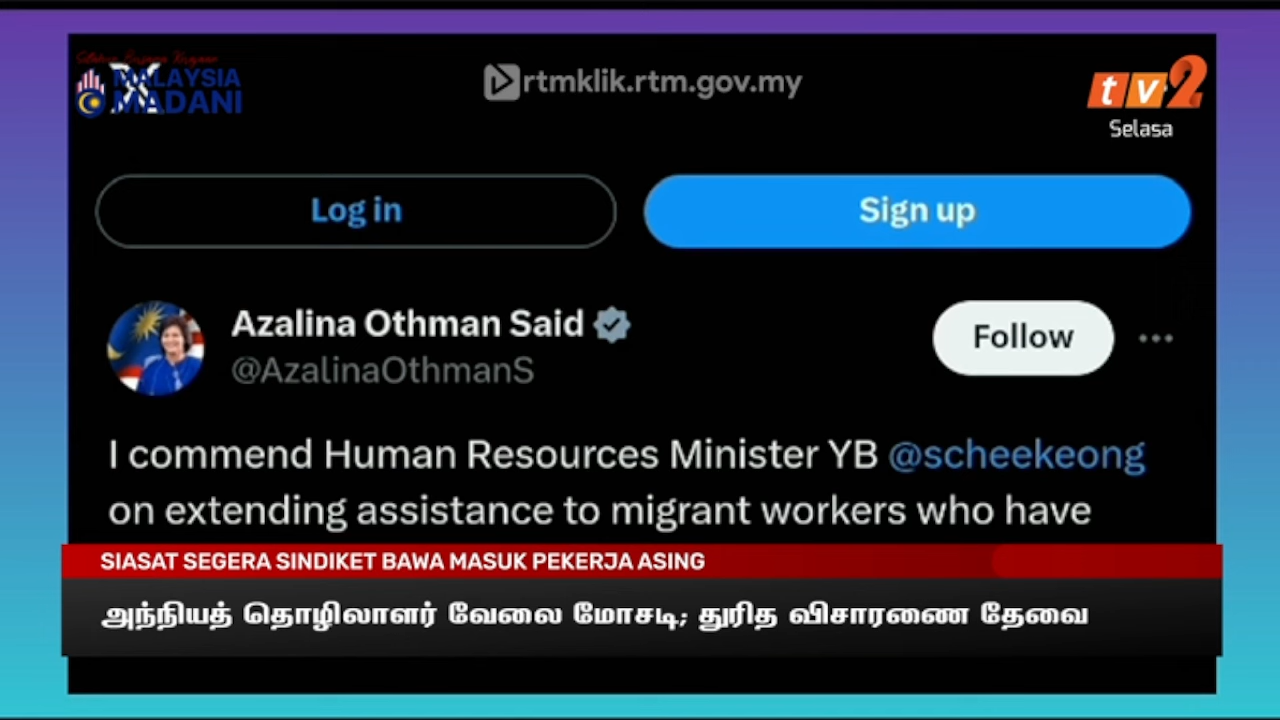 MALAYSIA
MADANI
rtmklik.rtm.gov.my
tv2
Selasa
Log in
Sign up
Azalina Othman Said
@AzalinaOthmanS
Follow
I commend Human Resources Minister YB @scheekeong
on extending assistance to migrant workers who have
SIASAT SEGERA SINDIKET BAWA MASUK PEKERJA ASING
அந்நியத் தொழிலாளர் வேலை மோசடி; துரித விசாரணை தேவை